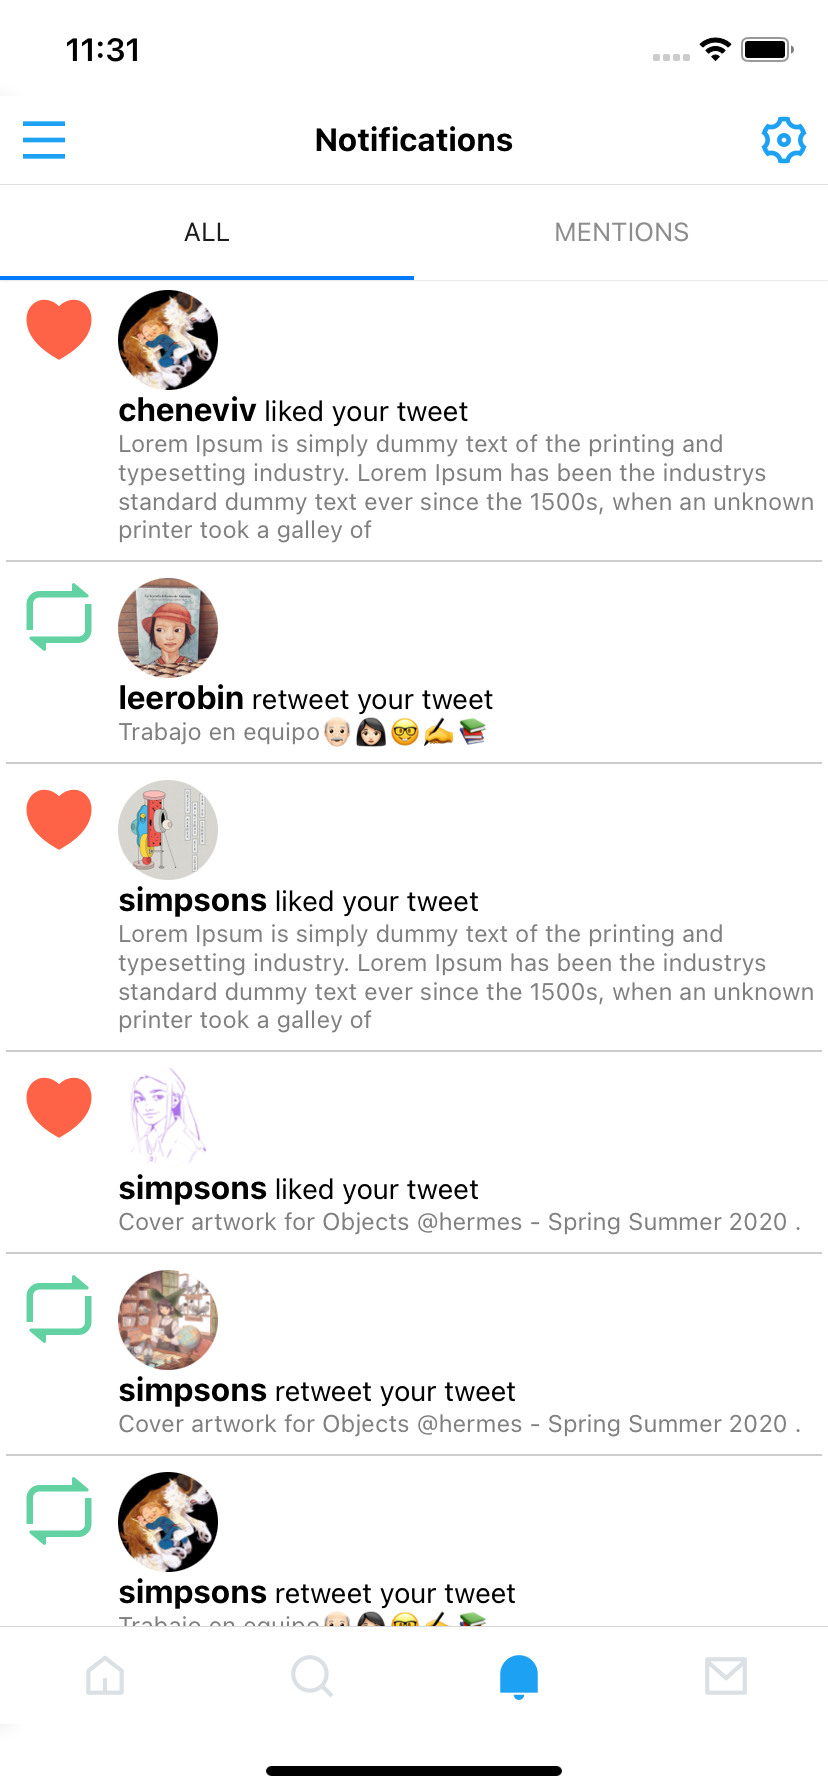 11:31
Notifications
ALL
MENTIONS
cheneviv liked your tweet
Lorem Ipsum is simply dummy text of the printing and
typesetting industry. Lorem Ipsum has been the industrys
standard dummy text ever since the 1500s, when an unknown
printer took a galley of
leerobin retweet your tweet
Trabajo en equipo👴🏻👩🏻🤓✍️📚
simpsons liked your tweet
Lorem Ipsum is simply dummy text of the printing and
typesetting industry. Lorem Ipsum has been the industrys
standard dummy text ever since the 1500s, when an unknown
printer took a galley of
simpsons liked your tweet
Cover artwork for Objects @hermes - Spring Summer 2020 .
simpsons retweet your tweet
Cover artwork for Objects @hermes - Spring Summer 2020 .
simpsons retweet your tweet
Trabajo en equipo👴🏻👩🏻🤓✍️📚